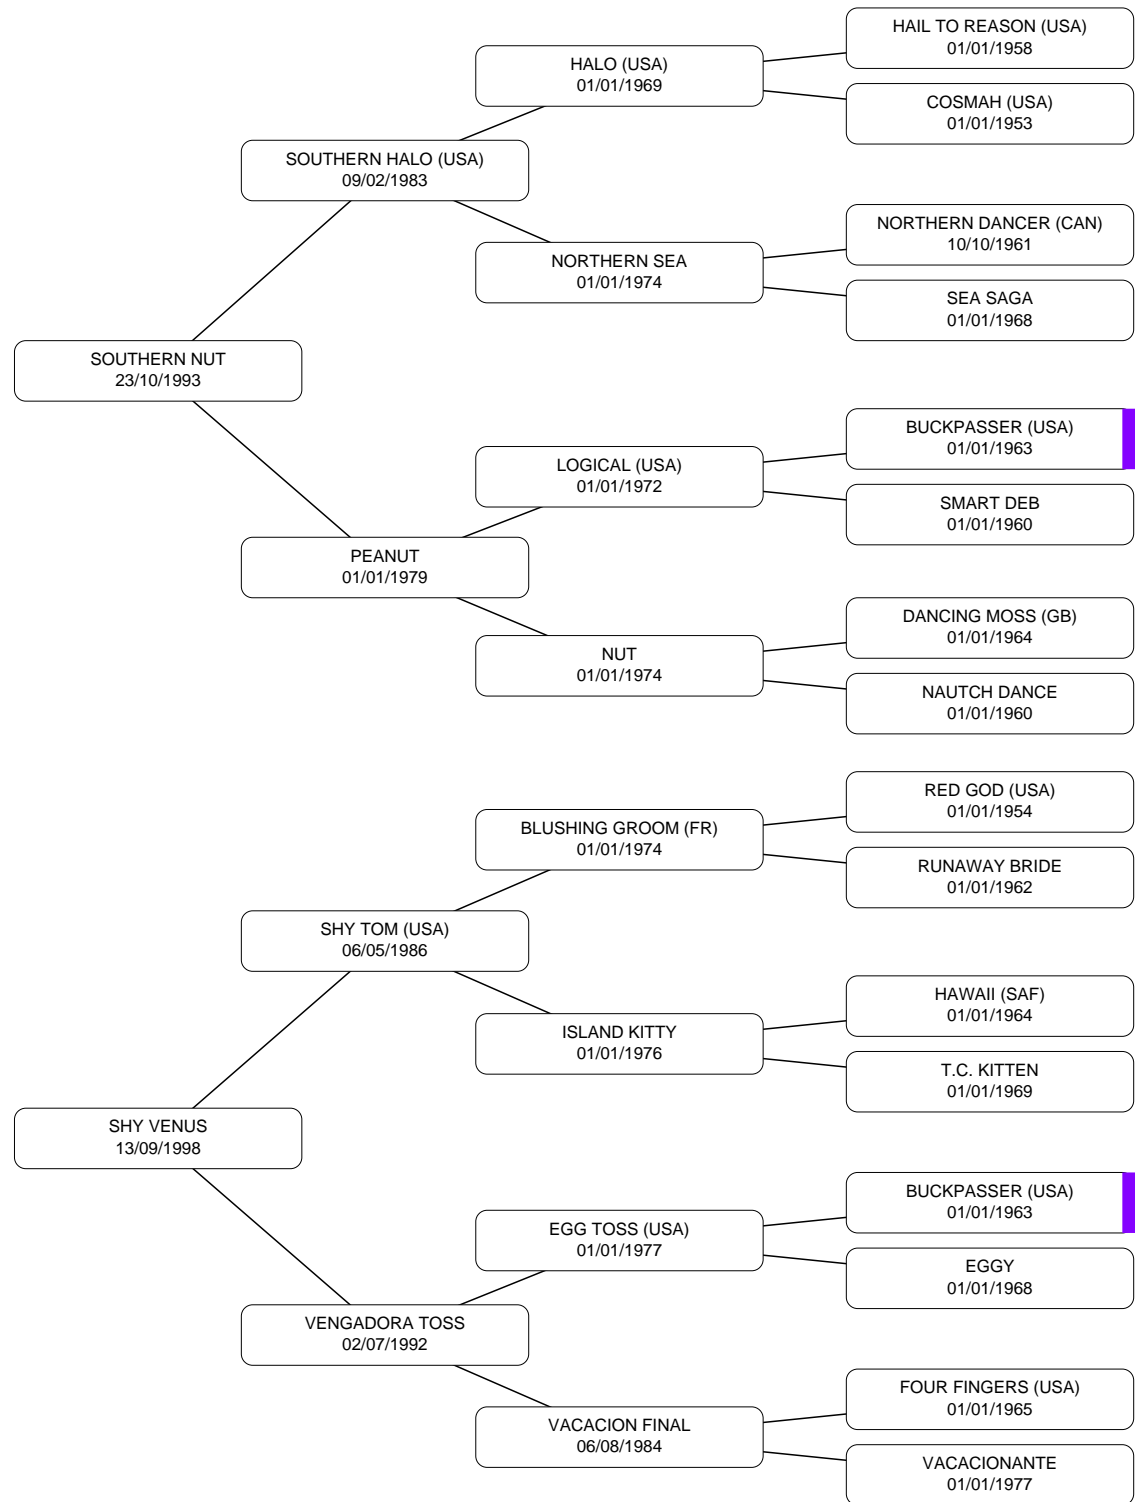 HAIL TO REASON (USA)
01/01/1958
HALO (USA)
01/01/1969
COSMAH (USA)
01/01/1953
SOUTHERN HALO (USA)
09/02/1983
NORTHERN DANCER (CAN)
10/10/1961
NORTHERN SEA
01/01/1974
SEA SAGA
01/01/1968
SOUTHERN NUT
23/10/1993
BUCKPASSER (USA)
01/01/1963
LOGICAL (USA)
01/01/1972
SMART DEB
01/01/1960
PEANUT
01/01/1979
DANCING MOSS (GB)
01/01/1964
NUT
01/01/1974
NAUTCH DANCE
01/01/1960
RED GOD (USA)
01/01/1954
BLUSHING GROOM (FR)
01/01/1974
RUNAWAY BRIDE
01/01/1962
SHY TOM (USA)
06/05/1986
HAWAII (SAF)
01/01/1964
ISLAND KITTY
01/01/1976
T.C. KITTEN
01/01/1969
SHY VENUS
13/09/1998
BUCKPASSER (USA)
01/01/1963
EGG TOSS (USA)
01/01/1977
EGGY
01/01/1968
VENGADORA TOSS
02/07/1992
FOUR FINGERS (USA)
01/01/1965
VACACION FINAL
06/08/1984
VACACIONANTE
01/01/1977